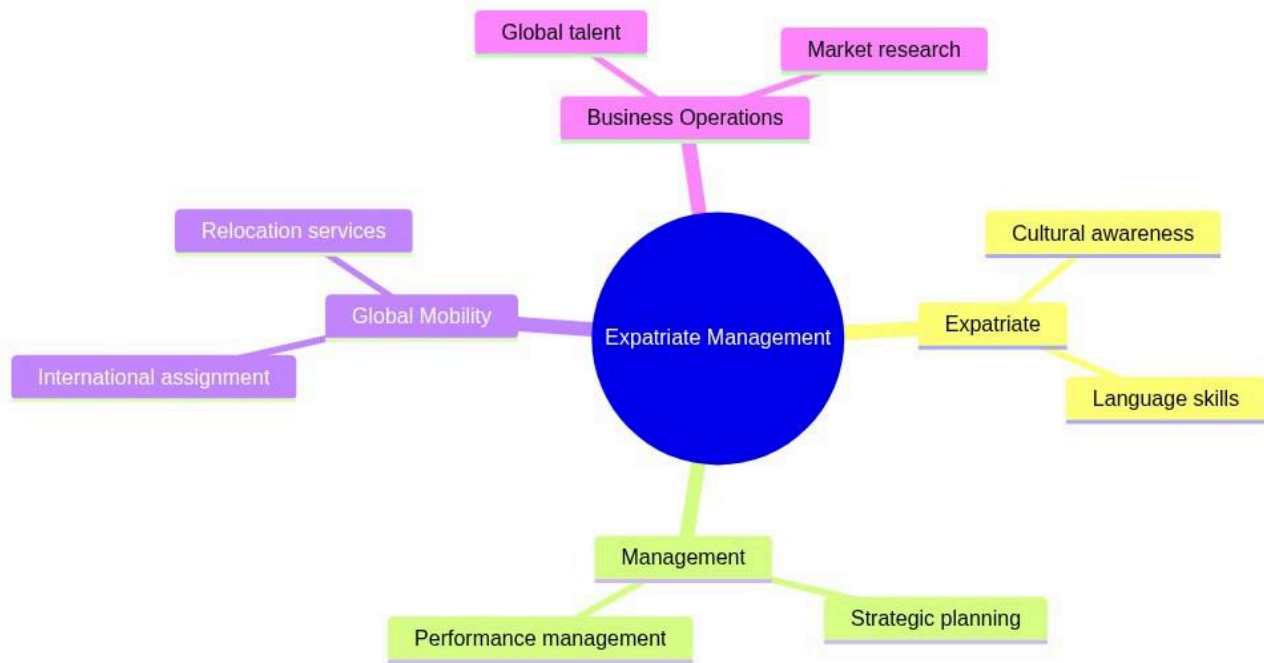 Global talent
Market research
Business Operations
Relocation services
Cultural awareness
Global Mobility
Expatriate Management
Expatriate
International assignment
Language skills
Management
Strategic planning
Performance management